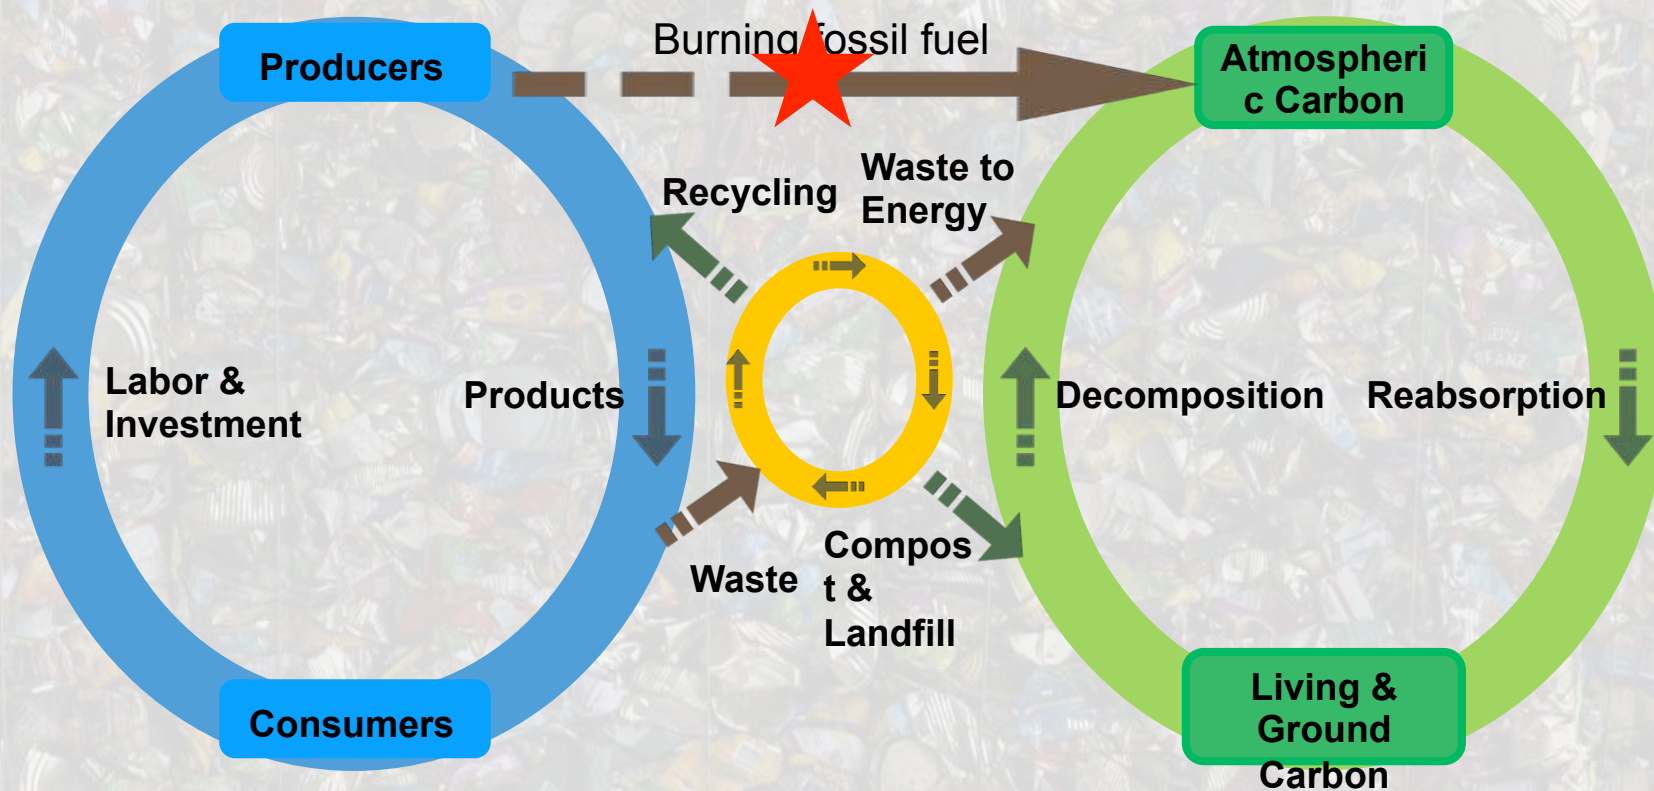 Burning fossil fuel
Producers
Atmospheri
c Carbon
Recycling
Waste to
Energy
Labor &
Investment
Products
Decomposition
Reabsorption
Waste
Compos
t &
Landfill
Consumers
Living &
Ground
Carbon